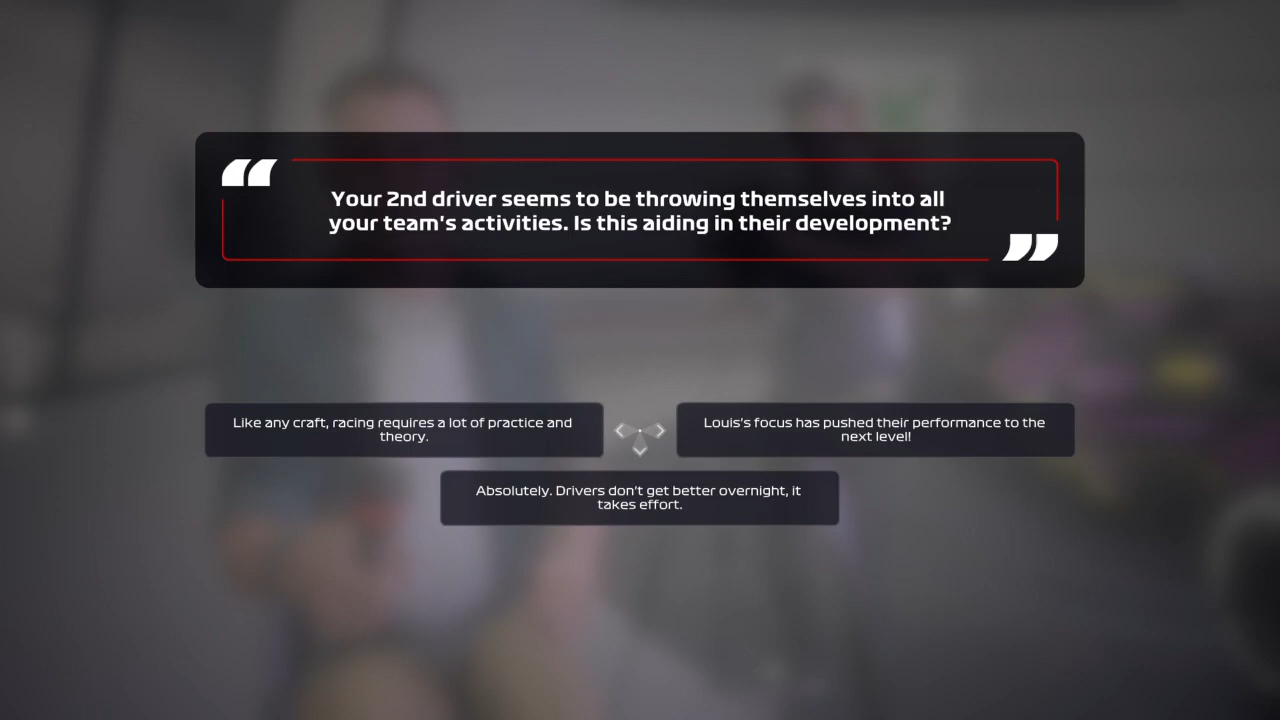 Your 2nd driver seems to be throwing themselves into all
your team's activities. Is this aiding in their development?
Like any craft, racing requires a lot of practice and
theory.
Louis's focus has pushed their performance to the
next level!
Absolutely. Drivers don't get better overnight, it
takes effort.